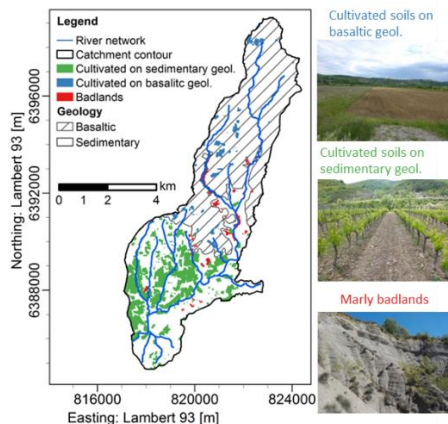 Legend
River network
Catchment contour
Cultivated on sedimentary geol.
Cultivated on basaltic geol.
Badlands
Geology
Basaltic
Sedimentary
0 2 4
km
Northing: Lambert 93 [m]
6396000
6392000
6388000
816000 820000 824000
Easting: Lambert 93 [m]
Cultivated soils on
basaltic geol.
Cultivated soils on
sedimentary geol.
Marly badlands